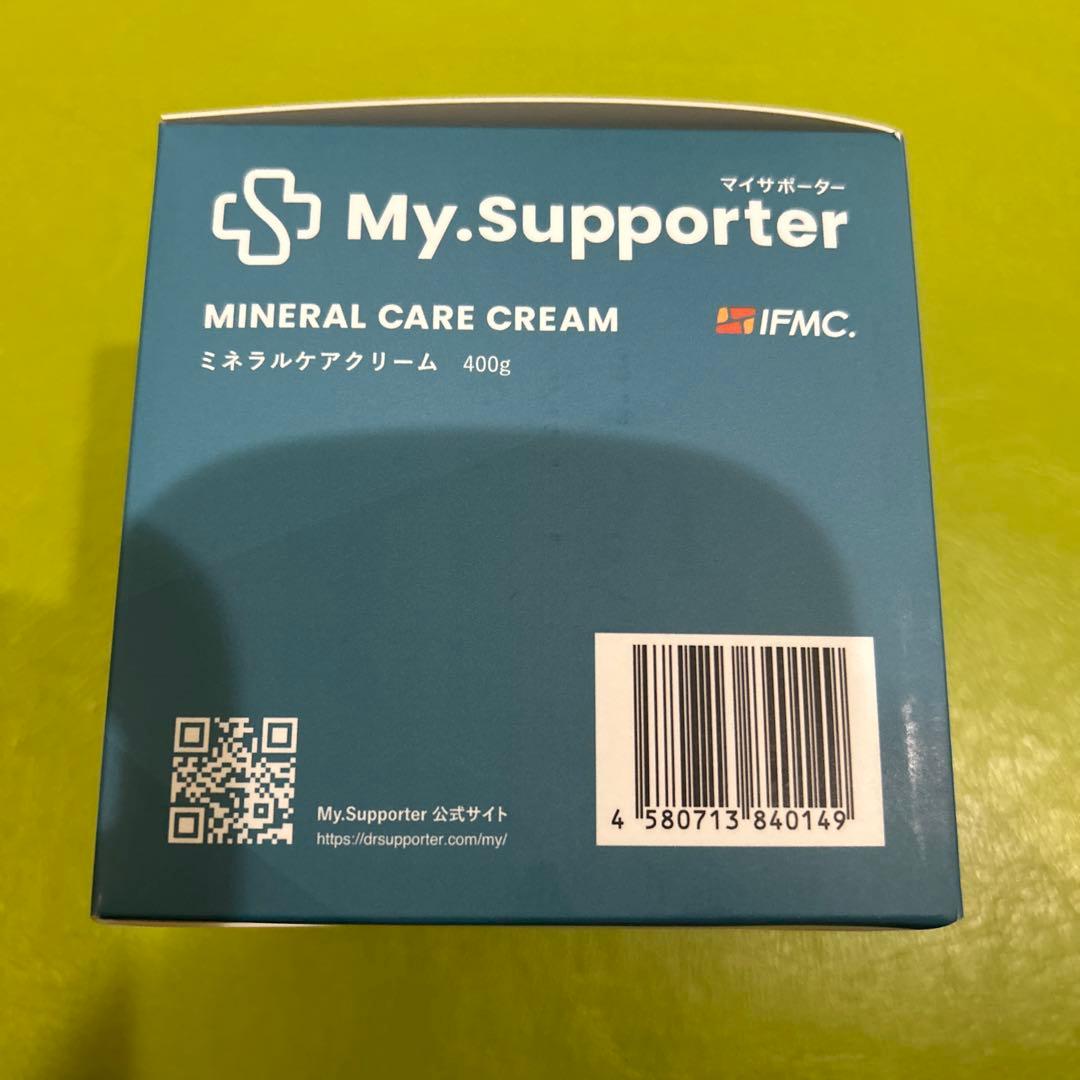 マイサポーター
My.Supporter
MINERAL CARE CREAM
IFMC.
ミネラルケアクリーム 400g
My.Supporter 公式サイト
https://drsupporter.com/my/
4 580713 840149